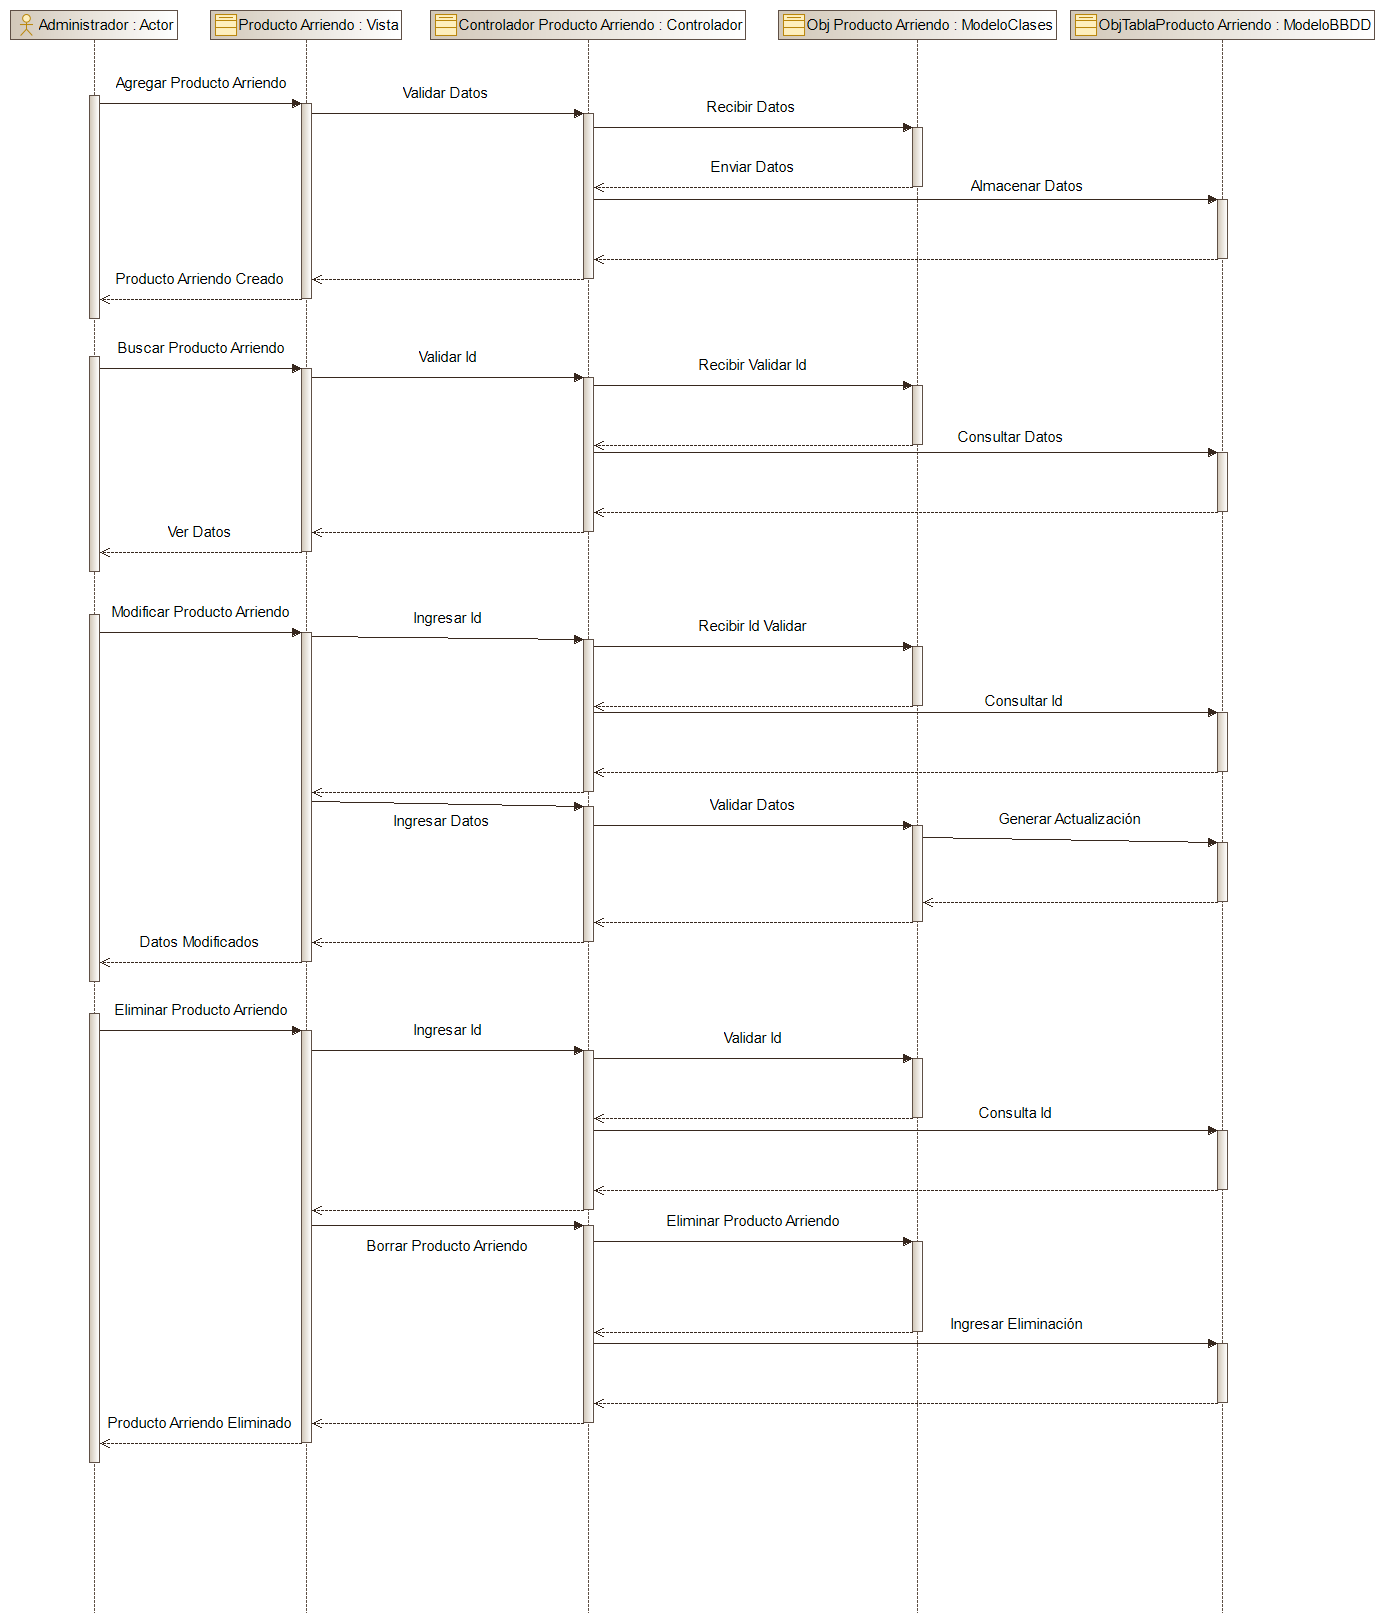 Administrador : Actor
Producto Arriendo : Vista
Controlador Producto Arriendo : Controlador
Obj Producto Arriendo : ModeloClases
ObjTablaProducto Arriendo : ModeloBBDD
Agregar Producto Arriendo
Validar Datos
Recibir Datos
Enviar Datos
Almacenar Datos
Producto Arriendo Creado
Buscar Producto Arriendo
Validar Id
Recibir Validar Id
Consultar Datos
Ver Datos
Modificar Producto Arriendo
Ingresar Id
Recibir Id Validar
Consultar Id
Ingresar Datos
Validar Datos
Generar Actualización
Datos Modificados
Eliminar Producto Arriendo
Ingresar Id
Validar Id
Consulta Id
Eliminar Producto Arriendo
Borrar Producto Arriendo
Ingresar Eliminación
Producto Arriendo Eliminado